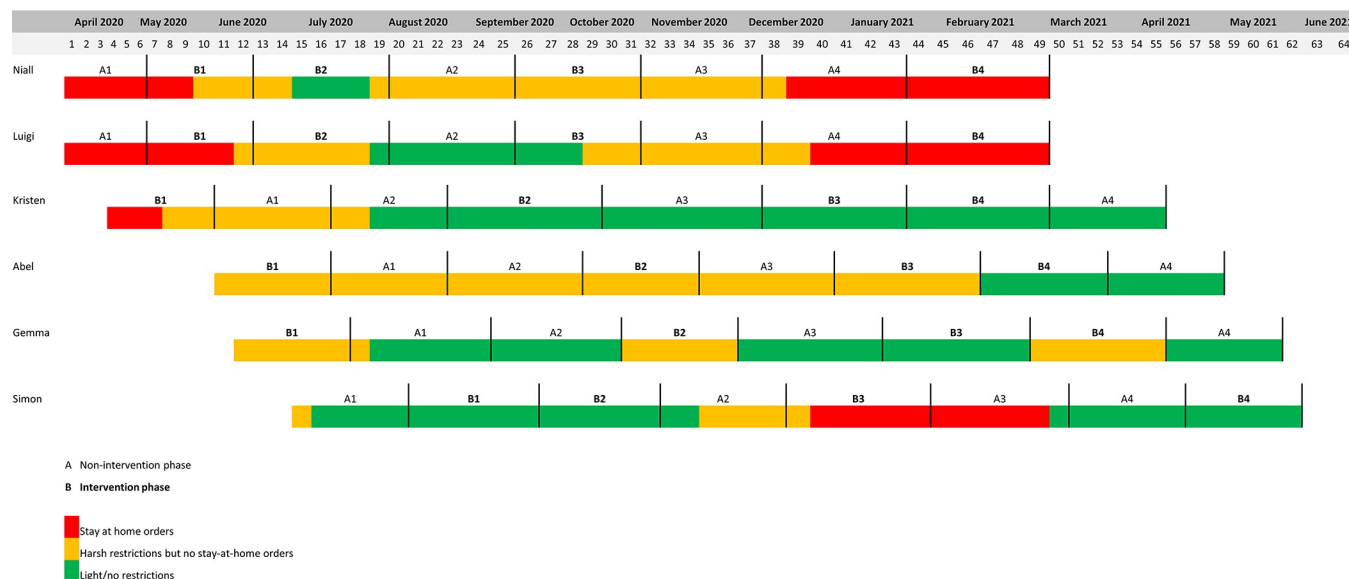 April 2020 May 2020 June 2020 July 2020 August 2020 September 2020 October 2020 November 2020 December 2020 January 2021 February 2021 March 2021 April 2021 May 2021 June 2021
1 2 3 4 5 6 7 8 9 10 11 12 13 14 15 16 17 18 19 20 21 22 23 24 25 26 27 28 29 30 31 32 33 34 35 36 37 38 39 40 41 42 43 44 45 46 47 48 49 50 51 52 53 54 55 56 57 58 59 60 61 62 63 64
Niall A1 B1 B2 A2 B3 A3 A4 B4
Luigi A1 B1 B2 A2 B3 A3 A4 B4
Kristen B1 A1 A2 B2 A3 B3 B4 A4
Abel B1 A1 A2 B2 A3 B3 B4 A4
Gemma B1 A1 A2 B2 A3 B3 B4 A4
Simon A1 B1 B2 A2 B3 A3 A4 B4
A Non-intervention phase
B Intervention phase
Stay at home orders
Harsh restrictions but no stay-at-home orders
Light/no restrictions